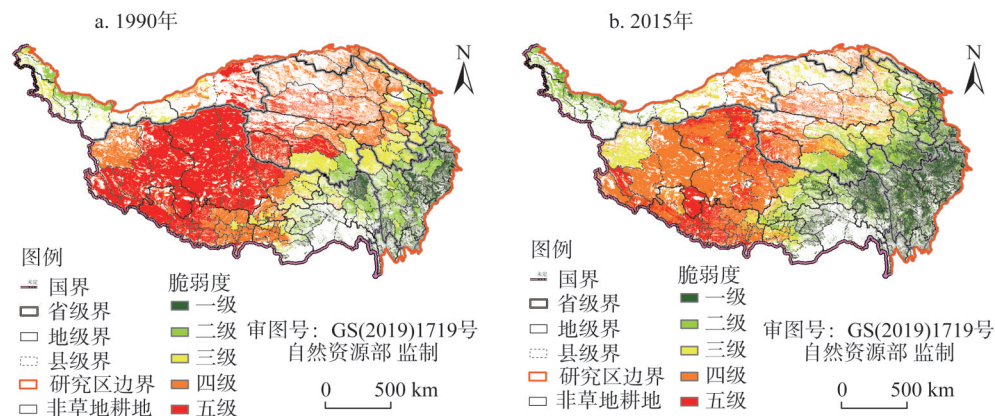 a. 1990年
N
图例
国界
省级界
地级界
县级界
研究区边界
非草地耕地
脆弱度
一级
二级
三级
四级
五级
审图号：GS(2019)1719号
自然资源部 监制
0 500 km
b. 2015年
N
图例
国界
省级界
地级界
县级界
研究区边界
非草地耕地
脆弱度
一级
二级
三级
四级
五级
审图号：GS(2019)1719号
自然资源部 监制
0 500 km